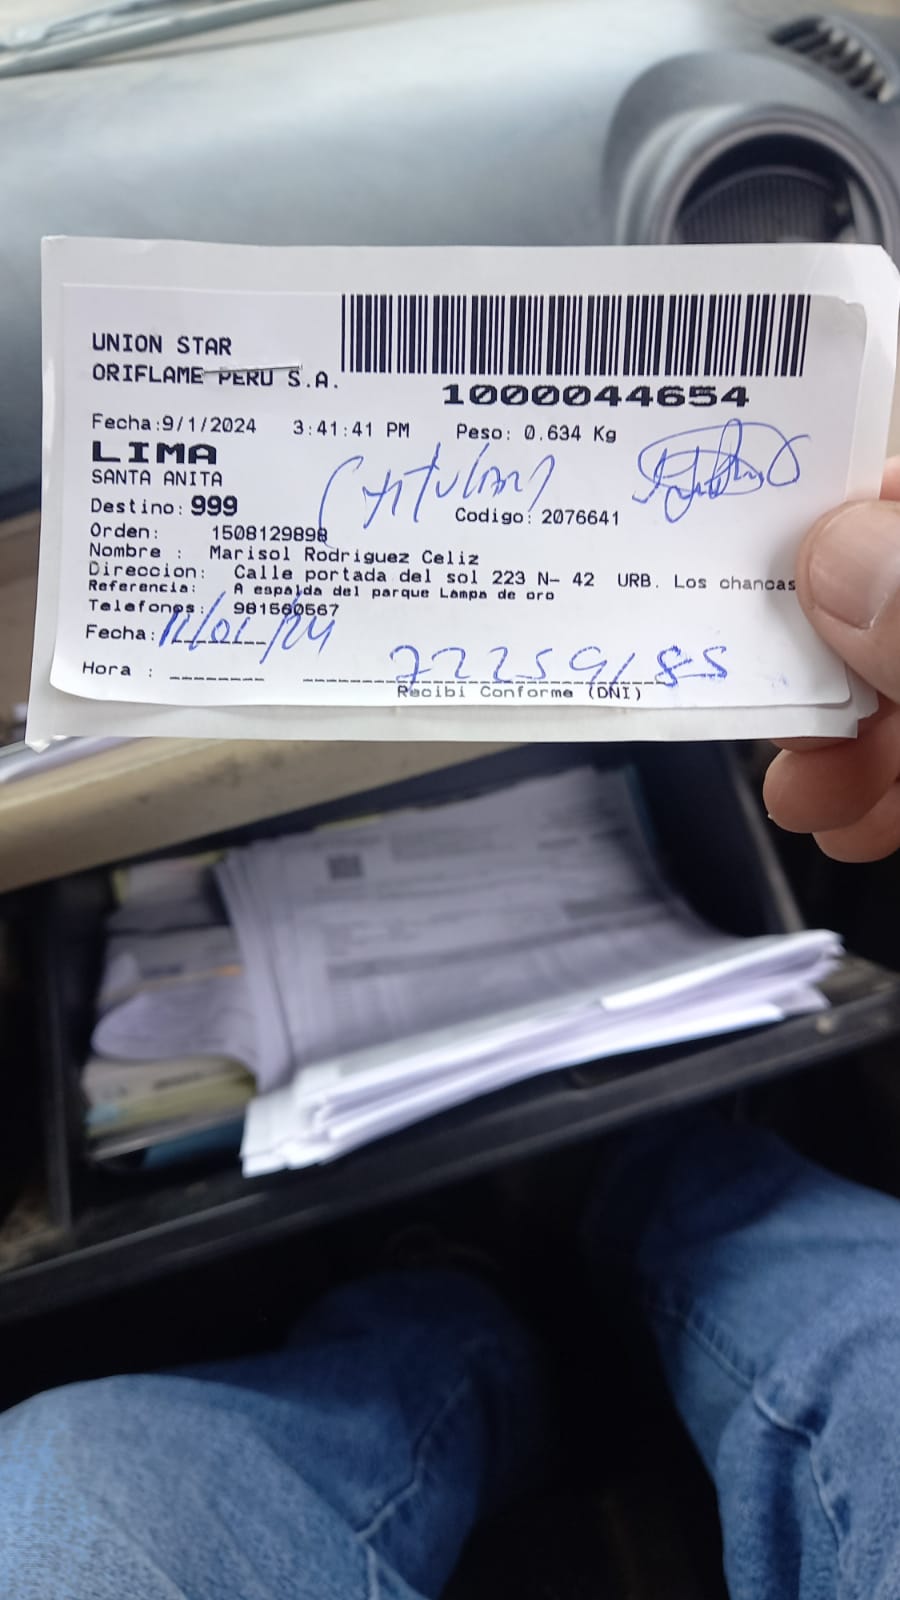 UNION STAR
ORIFLAME PERU S.A.
1000044654
Fecha:9/1/2024 3:41:41 PM Peso: 0.634 Kg
LIMA
SANTA ANITA
(titular)
Destino: 999
Codigo: 2076641
Orden: 1508129898
Nombre : Marisol Rodriguez Celiz
Direccion: Calle portada del sol 223 N- 42 URB. Los chancas
Referencia: A espalda del parque Lampa de oro
Telefonos: 981560567
Fecha: 11/01/24
72259185
Hora : -------- --------------------------------
Recibi Conforme (DNI)